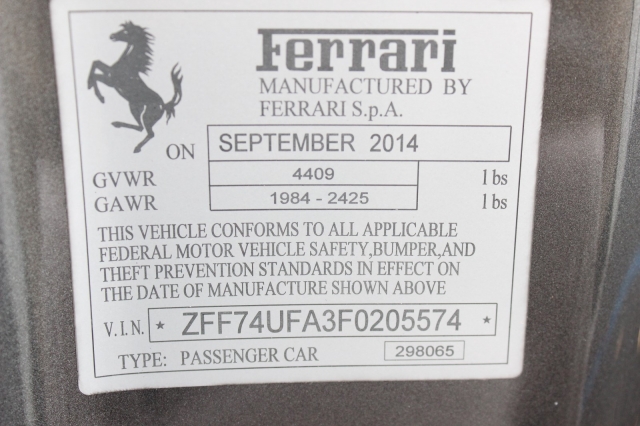 Ferrari
MANUFACTURED BY
FERRARI S.p.A.
ON SEPTEMBER 2014
GVWR 4409 lbs
GAWR 1984 - 2425 lbs
THIS VEHICLE CONFORMS TO ALL APPLICABLE
FEDERAL MOTOR VEHICLE SAFETY,BUMPER,AND
THEFT PREVENTION STANDARDS IN EFFECT ON
THE DATE OF MANUFACTURE SHOWN ABOVE
V.I.N. * ZFF74UFA3F0205574 *
TYPE: PASSENGER CAR 298065